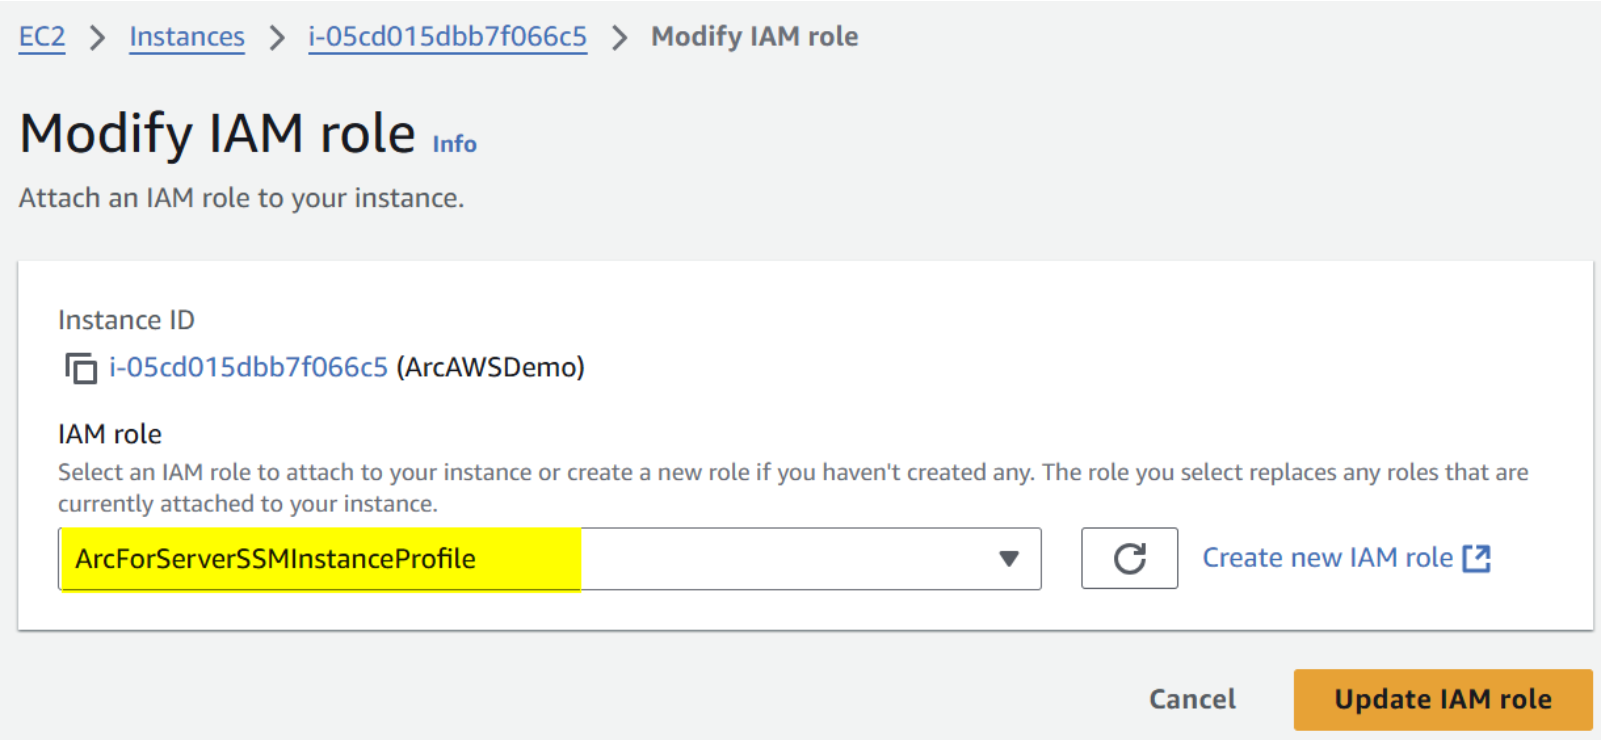 EC2 > Instances > i-05cd015dbb7f066c5 > Modify IAM role
Modify IAM role Info
Attach an IAM role to your instance.
Instance ID
i-05cd015dbb7f066c5 (ArcAWSDemo)
IAM role
Select an IAM role to attach to your instance or create a new role if you haven't created any. The role you select replaces any roles that are
currently attached to your instance.
ArcForServerSSMInstanceProfile
Create new IAM role
Cancel Update IAM role